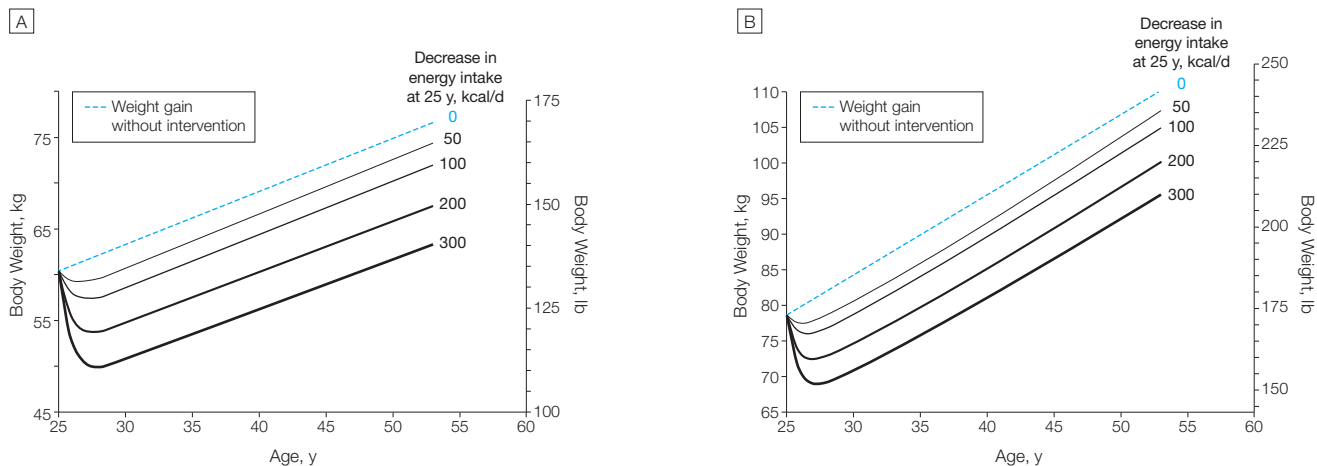 A
Decrease in
energy intake
at 25 y, kcal/d
Weight gain
without intervention
0
50
100
200
300
75
65
55
45
Body Weight, kg
175
150
125
100
Body Weight, lb
25 30 35 40 45 50 55 60
Age, y
B
Decrease in
energy intake
at 25 y, kcal/d
Weight gain
without intervention
0
50
100
200
300
110
105
100
95
90
85
80
75
70
65
Body Weight, kg
250
225
200
175
150
Body Weight, lb
25 30 35 40 45 50 55 60
Age, y